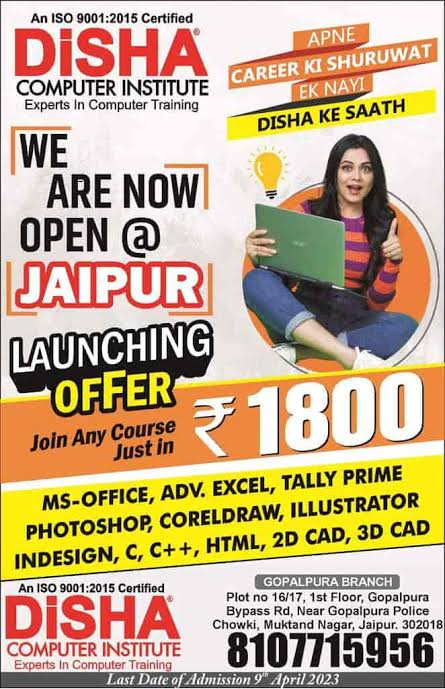 An ISO 9001:2015 Certified
DiSHA
COMPUTER INSTITUTE
Experts In Computer Training
APNE
CAREER KI SHURUWAT
EK NAYI
DISHA KE SAATH
WE
ARE NOW
OPEN @
JAIPUR
LAUNCHING
OFFER
Join Any Course
Just in
₹ 1800
MS-OFFICE, ADV. EXCEL, TALLY PRIME
PHOTOSHOP, CORELDRAW, ILLUSTRATOR
INDESIGN, C, C++, HTML, 2D CAD, 3D CAD
An ISO 9001:2015 Certified
DiSHA
COMPUTER INSTITUTE
Experts In Computer Training
GOPALPURA BRANCH
Plot no 16/17, 1st Floor, Gopalpura
Bypass Rd, Near Gopalpura Police
Chowki, Muktand Nagar, Jaipur. 302018
8107715956
Last Date of Admission 9th April 2023